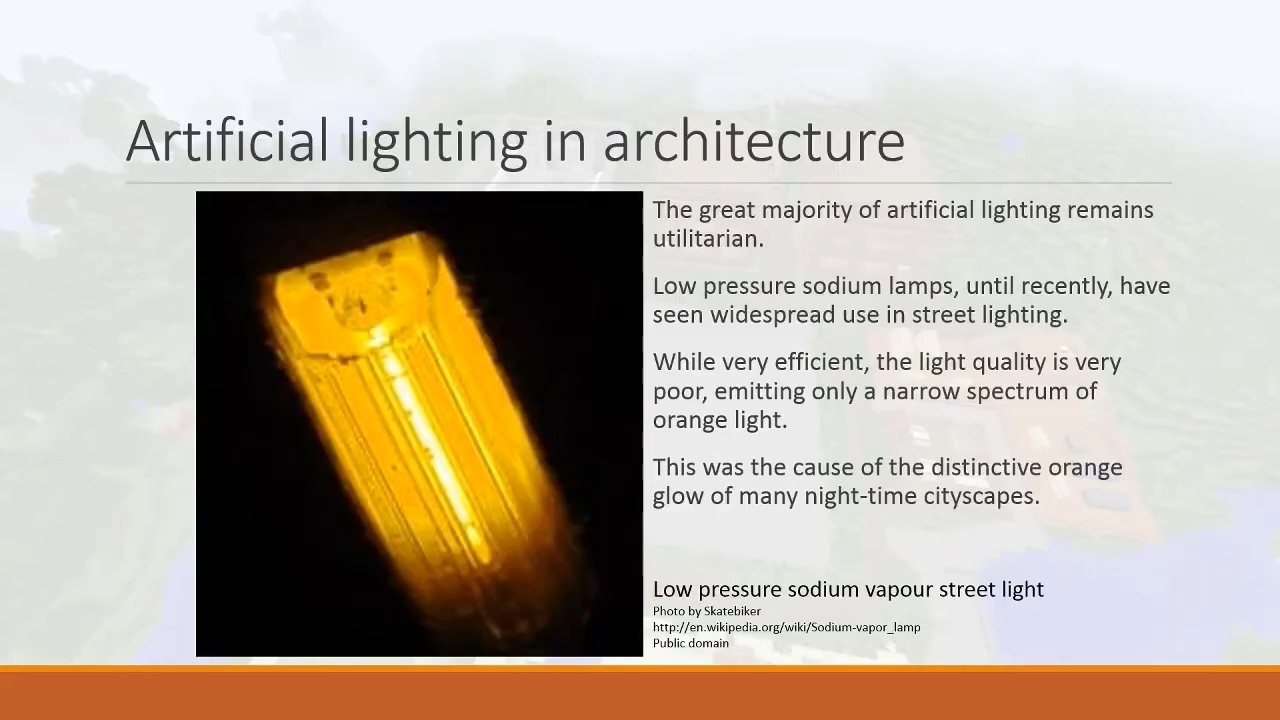 Artificial lighting in architecture
The great majority of artificial lighting remains
utilitarian.
Low pressure sodium lamps, until recently, have
seen widespread use in street lighting.
While very efficient, the light quality is very
poor, emitting only a narrow spectrum of
orange light.
This was the cause of the distinctive orange
glow of many night-time cityscapes.
Low pressure sodium vapour street light
Photo by Skatebiker
http://en.wikipedia.org/wiki/Sodium-vapor_lamp
Public domain